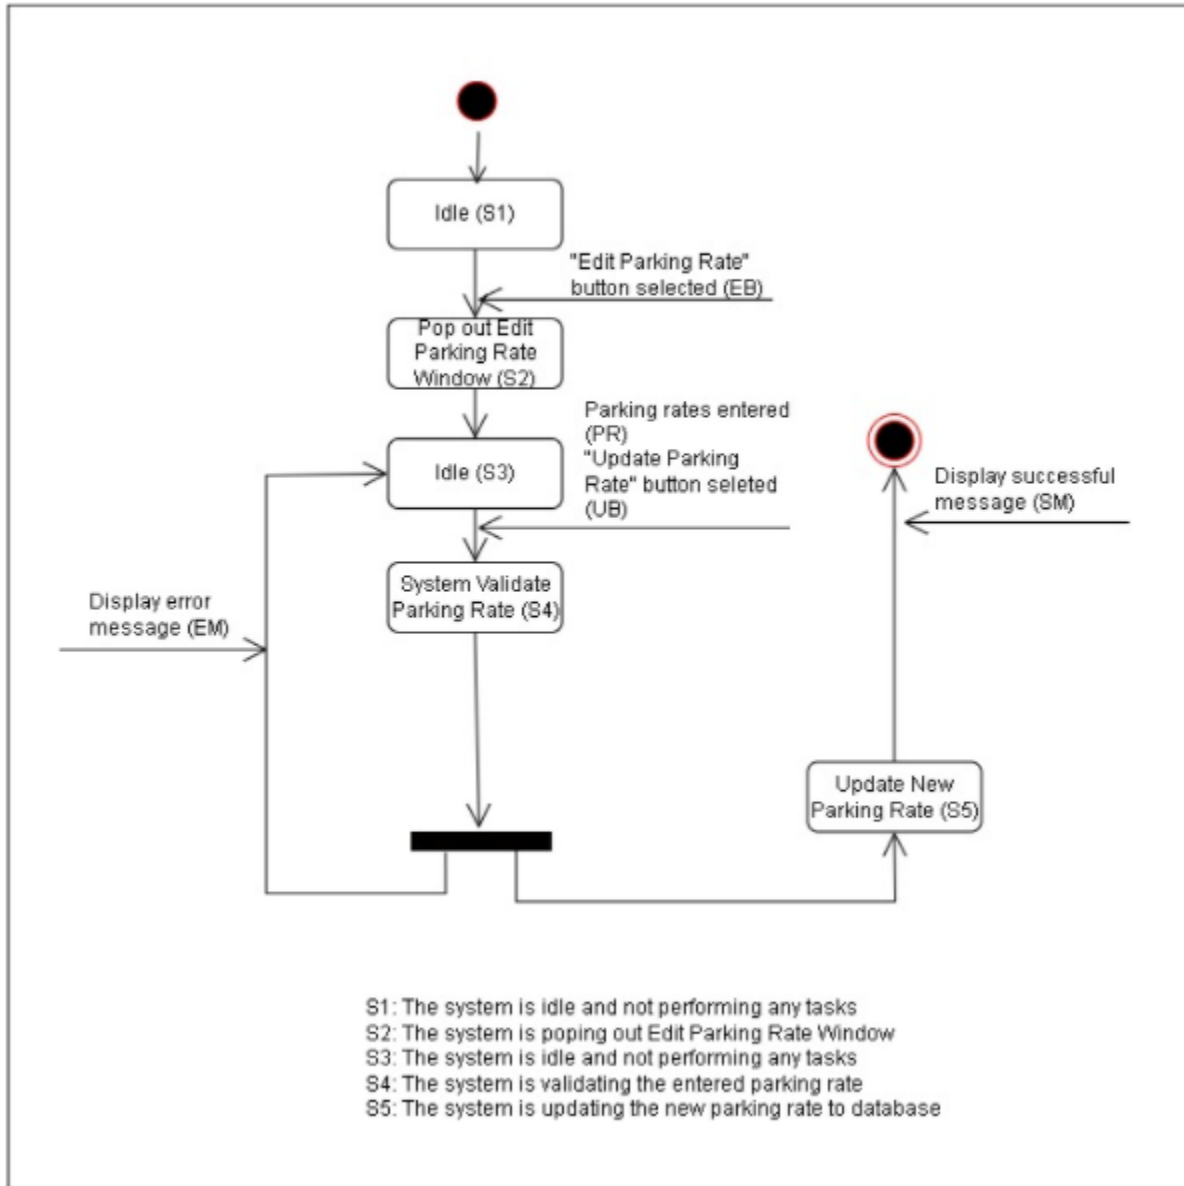 Idle (S1)
"Edit Parking Rate"
button selected (EB)
Pop out Edit
Parking Rate
Window (S2)
Parking rates entered
(PR)
"Update Parking
Rate" button seleted
(UB)
Idle (S3)
Display successful
message (SM)
System Validate
Parking Rate (S4)
Display error
message (EM)
Update New
Parking Rate (S5)
S1: The system is idle and not performing any tasks
S2: The system is poping out Edit Parking Rate Window
S3: The system is idle and not performing any tasks
S4: The system is validating the entered parking rate
S5: The system is updating the new parking rate to database